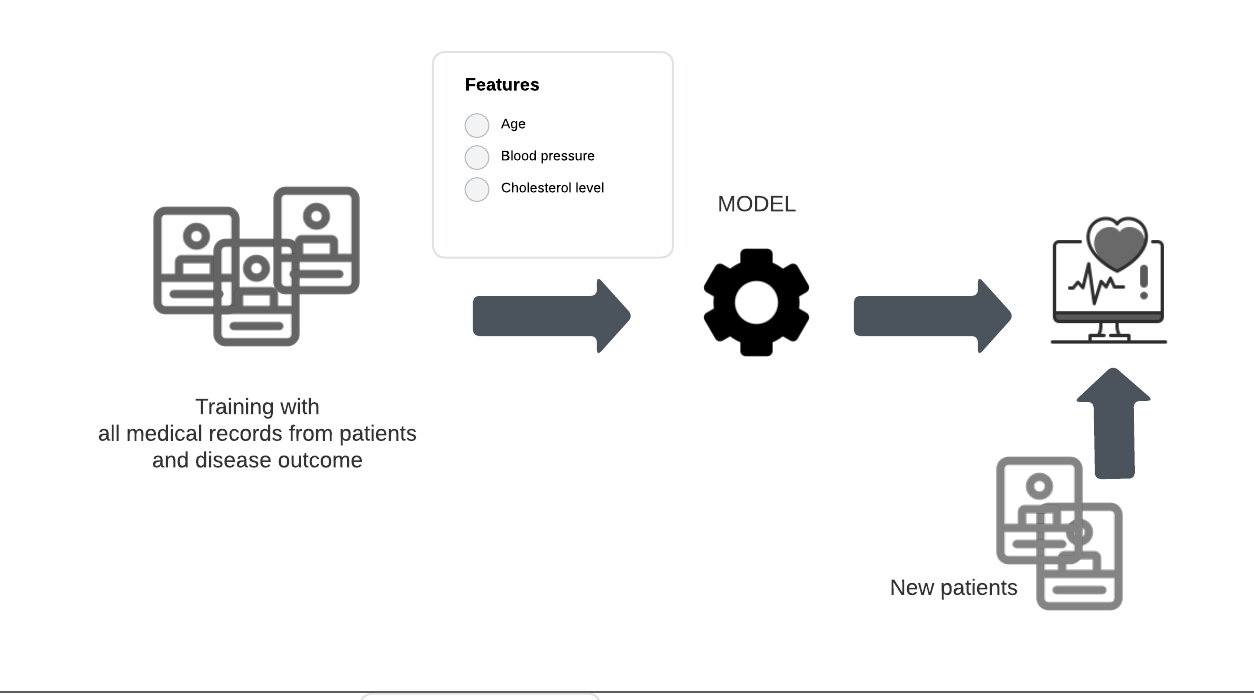 Features
Age
Blood pressure
Cholesterol level
MODEL
Training with
all medical records from patients
and disease outcome
New patients